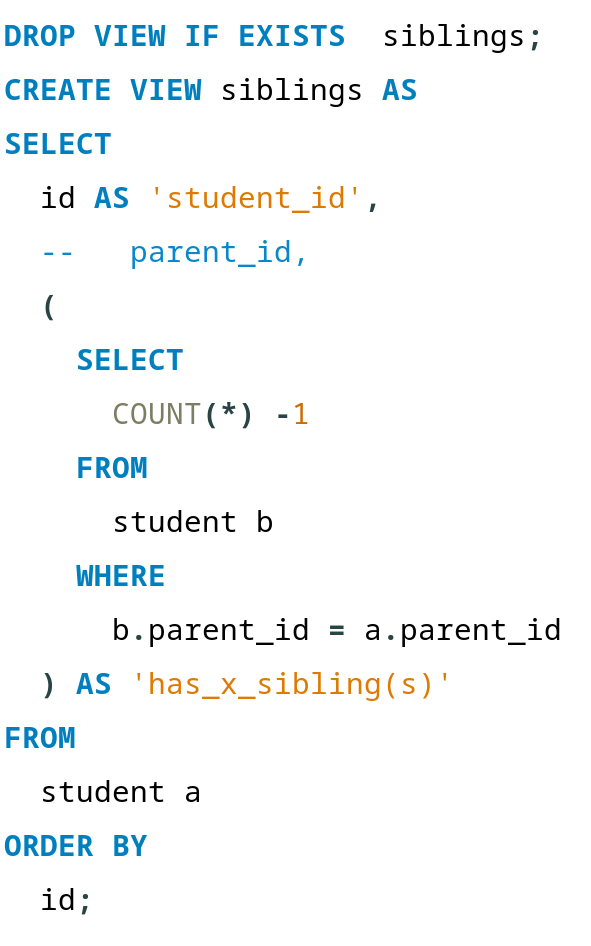 DROP VIEW IF EXISTS  siblings;
CREATE VIEW siblings AS
SELECT
  id AS 'student_id',
  --   parent_id,
  (
    SELECT
      COUNT(*) -1
    FROM
      student b
    WHERE
      b.parent_id = a.parent_id
  ) AS 'has_x_sibling(s)'
FROM
  student a
ORDER BY
  id;